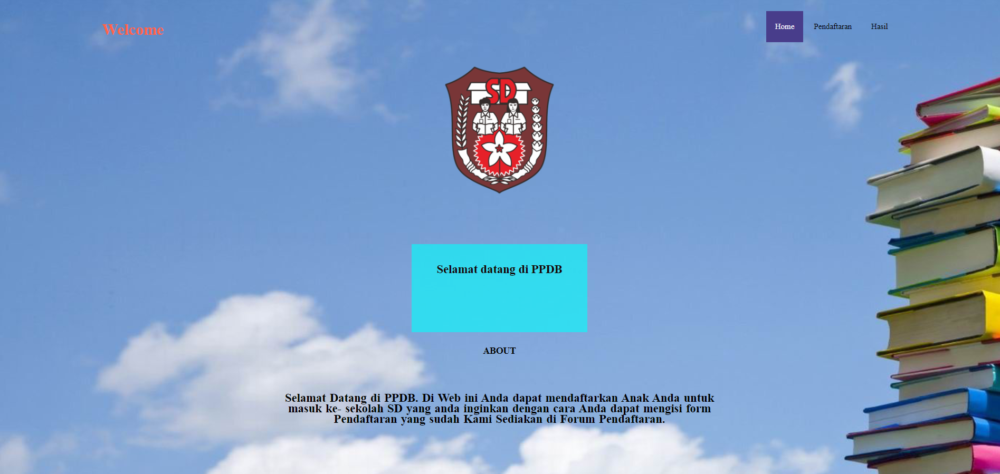 Welcome
Home
Pendaftaran
Hasil
SD
Selamat datang di PPDB
ABOUT
Selamat Datang di PPDB. Di Web ini Anda dapat mendaftarkan Anak Anda untuk
masuk ke- sekolah SD yang anda inginkan dengan cara Anda dapat mengisi form
Pendaftaran yang sudah Kami Sediakan di Forum Pendaftaran.